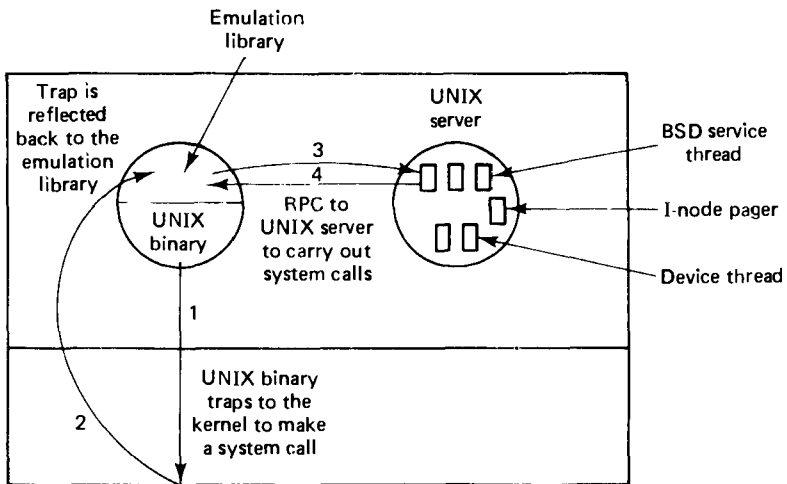 Emulation
library
Trap is
reflected
back to the
emulation
library
UNIX
server
BSD service
thread
3
4
UNIX
binary
RPC to
UNIX server
to carry out
system calls
I-node pager
Device thread
1
2
UNIX binary
traps to the
kernel to make
a system call